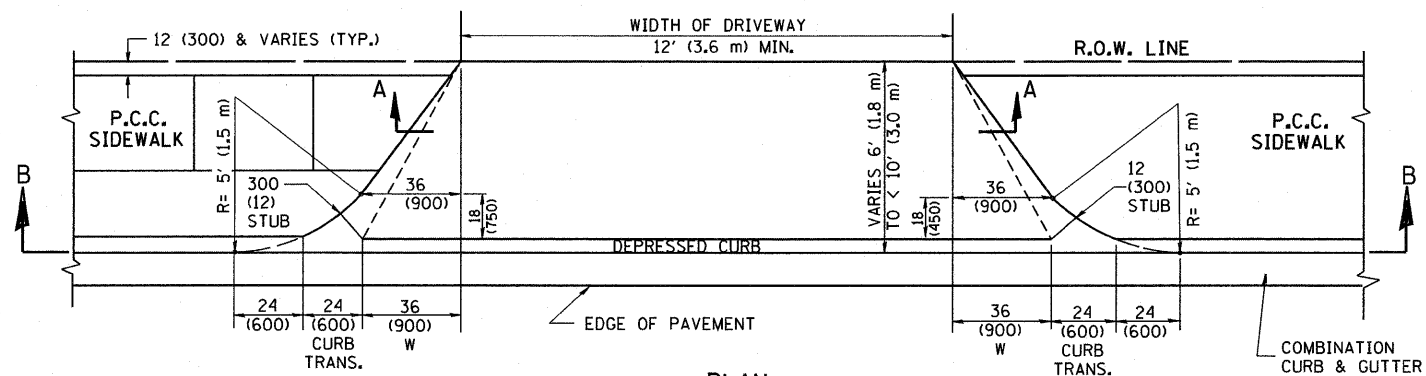 WIDTH OF DRIVEWAY
12' (3.6 m) MIN.
12 (300) & VARIES (TYP.)
R.O.W. LINE
A
A
P.C.C.
SIDEWALK
P.C.C.
SIDEWALK
R= 5' (1.5 m)
VARIES 6' (1.8 m)
TO < 10' (3.0 m)
R= 5' (1.5 m)
B
B
300
(12)
STUB
36
(900)
18
(750)
18
(450)
36
(900)
12
(300)
STUB
DEPRESSED CURB
24
(600)
24
(600)
CURB
TRANS.
36
(900)
W
EDGE OF PAVEMENT
36
(900)
W
24
(600)
CURB
TRANS.
24
(600)
COMBINATION
CURB & GUTTER